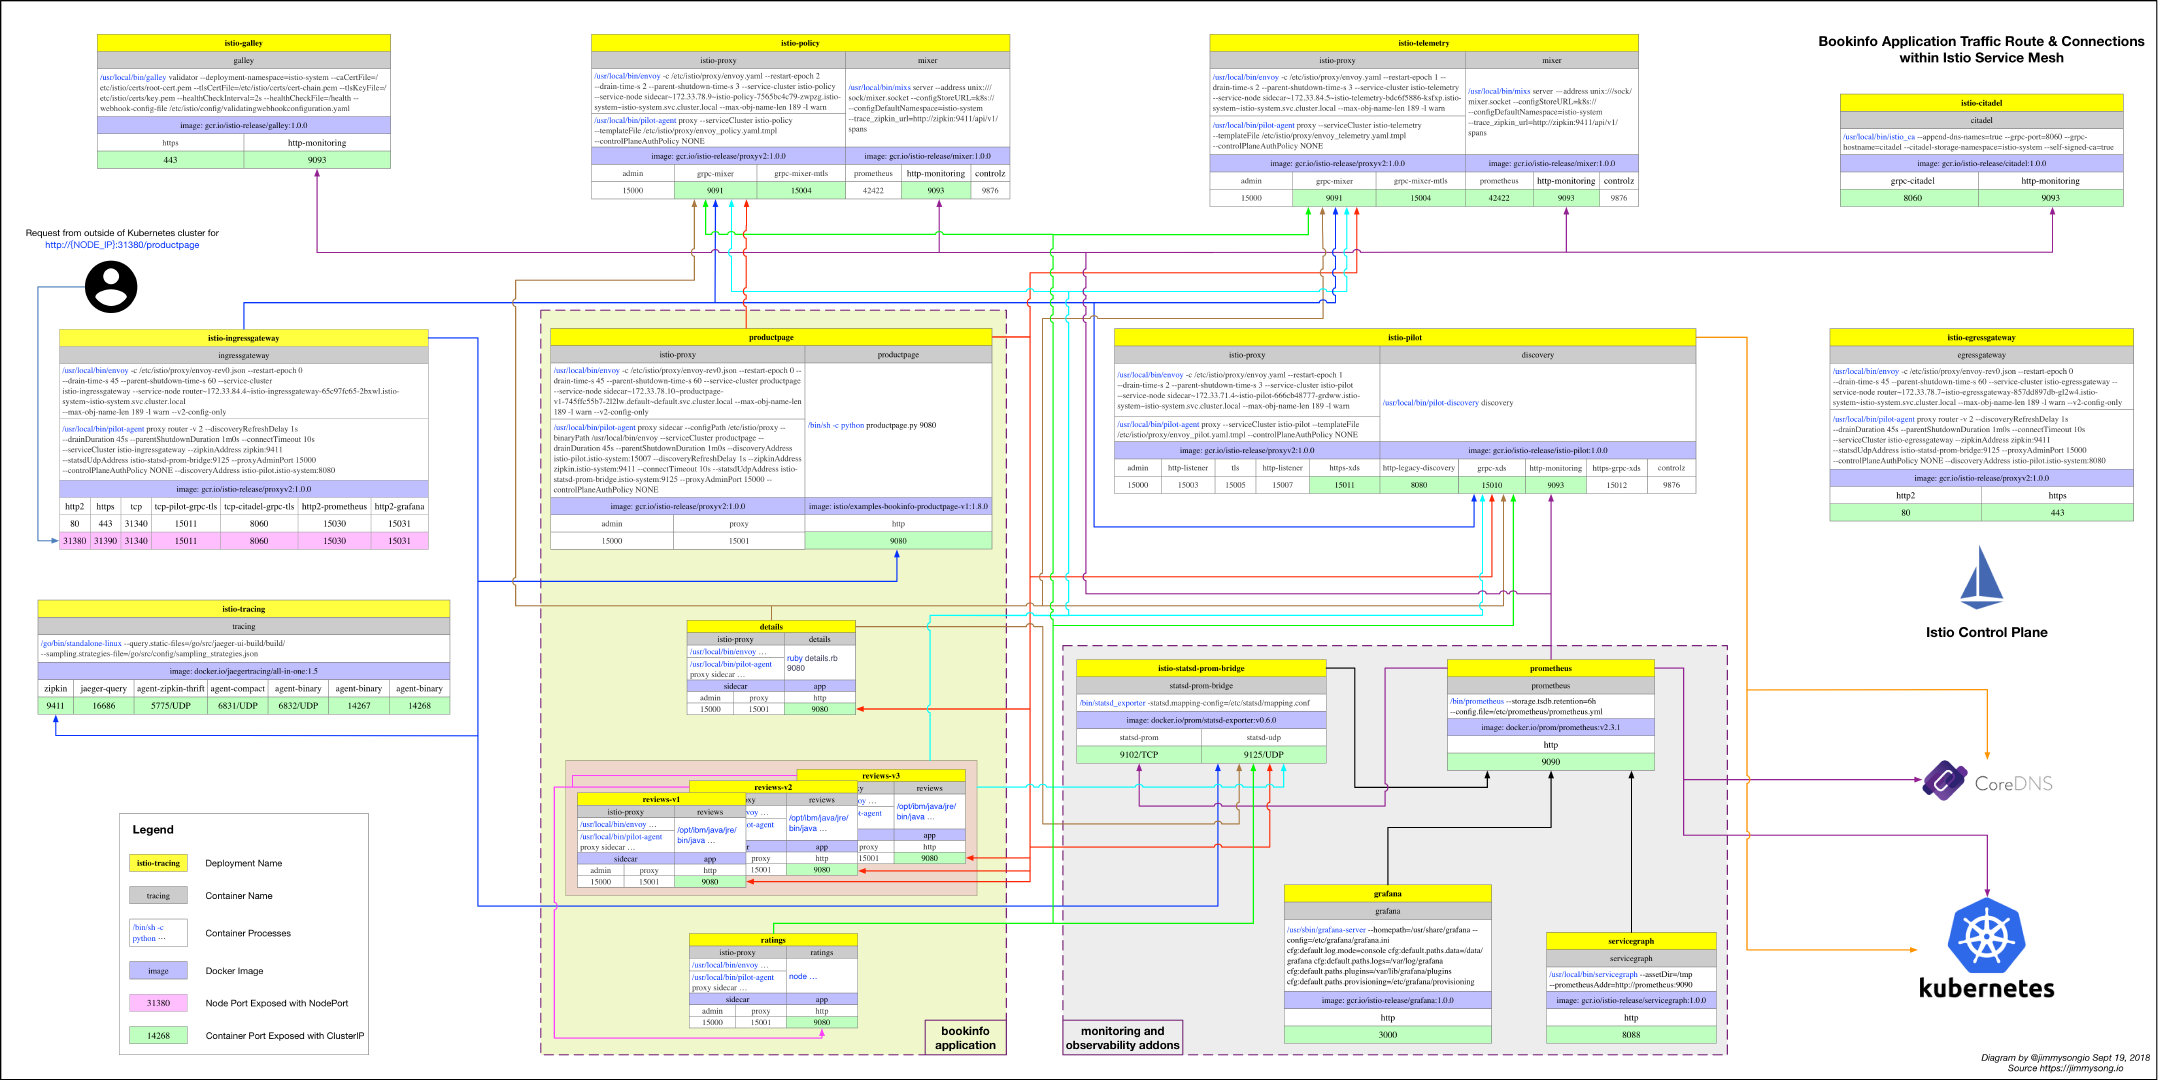 Bookinfo Application Traffic Route & Connections
within Istio Service Mesh
istio-galley
galley
/usr/local/bin/galley validator --deployment-namespace=istio-system --caCertFile=/
etc/istio/certs/root-cert.pem --tlsCertFile=/etc/istio/certs/cert-chain.pem --tlsKeyFile=/
etc/istio/certs/key.pem --healthCheckInterval=2s --healthCheckFile=/health --
webhook-config-file /etc/istio/config/validatingwebhookconfiguration.yaml
image: gcr.io/istio-release/galley:1.0.0
https http-monitoring
443 9093
istio-policy
istio-proxy mixer
/usr/local/bin/envoy -c /etc/istio/proxy/envoy.yaml --restart-epoch 2
--drain-time-s 2 --parent-shutdown-time-s 3 --service-cluster istio-policy
--service-node sidecar~172.33.78.9~istio-policy-7565bc4c79-zwpzg.istio-
system~istio-system.svc.cluster.local --max-obj-name-len 189 -l warn
/usr/local/bin/pilot-agent proxy --serviceCluster istio-policy
--templateFile /etc/istio/proxy/envoy_policy.yaml.tmpl
--controlPlaneAuthPolicy NONE
/usr/local/bin/mixs server --address unix:///
sock/mixer.socket --configStoreURL=k8s://
--configDefaultNamespace=istio-system
--trace_zipkin_url=http://zipkin:9411/api/v1/
spans
image: gcr.io/istio-release/proxyv2:1.0.0 image: gcr.io/istio-release/mixer:1.0.0
admin grpc-mixer grpc-mixer-mtls prometheus http-monitoring controlz
15000 9091 15004 42422 9093 9876
istio-telemetry
istio-proxy mixer
/usr/local/bin/envoy -c /etc/istio/proxy/envoy.yaml --restart-epoch 1 --
drain-time-s 2 --parent-shutdown-time-s 3 --service-cluster istio-telemetry
--service-node sidecar~172.33.84.5~istio-telemetry-bdc6f5886-ksfxp.istio-
system~istio-system.svc.cluster.local --max-obj-name-len 189 -l warn
/usr/local/bin/pilot-agent proxy --serviceCluster istio-telemetry
--templateFile /etc/istio/proxy/envoy_telemetry.yaml.tmpl
--controlPlaneAuthPolicy NONE
/usr/local/bin/mixs server --address unix:///sock/
mixer.socket --configStoreURL=k8s://
--configDefaultNamespace=istio-system
--trace_zipkin_url=http://zipkin:9411/api/v1/
spans
image: gcr.io/istio-release/proxyv2:1.0.0 image: gcr.io/istio-release/mixer:1.0.0
admin grpc-mixer grpc-mixer-mtls prometheus http-monitoring controlz
15000 9091 15004 42422 9093 9876
istio-citadel
citadel
/usr/local/bin/istio_ca --append-dns-names=true --grpc-port=8060 --grpc-
hostname=citadel --citadel-storage-namespace=istio-system --self-signed-ca=true
image: gcr.io/istio-release/citadel:1.0.0
grpc-citadel http-monitoring
8060 9093
Request from outside of Kubernetes cluster for
http://{NODE_IP}:31380/productpage
istio-ingressgateway
ingressgateway
/usr/local/bin/envoy -c /etc/istio/proxy/envoy-rev0.json --restart-epoch 0
--drain-time-s 45 --parent-shutdown-time-s 60 --service-cluster
istio-ingressgateway --service-node router~172.33.84.4~istio-ingressgateway-65c97fc65-2bxwl.istio-
system~istio-system.svc.cluster.local
--max-obj-name-len 189 -l warn --v2-config-only
/usr/local/bin/pilot-agent proxy router -v 2 --discoveryRefreshDelay 1s
--drainDuration 45s --parentShutdownDuration 1m0s --connectTimeout 10s
--serviceCluster istio-ingressgateway --zipkinAddress zipkin:9411
--statsdUdpAddress istio-statsd-prom-bridge:9125 --proxyAdminPort 15000
--controlPlaneAuthPolicy NONE --discoveryAddress istio-pilot.istio-system:8080
image: gcr.io/istio-release/proxyv2:1.0.0
http2 https tcp tcp-pilot-grpc-tls tcp-citadel-grpc-tls http2-prometheus http2-grafana
80 443 31340 15011 8060 15030 15031
31380 31390 31340 15011 8060 15030 15031
productpage
istio-proxy productpage
/usr/local/bin/envoy -c /etc/istio/proxy/envoy-rev0.json --restart-epoch 0 --
drain-time-s 45 --parent-shutdown-time-s 60 --service-cluster productpage
--service-node sidecar~172.33.78.10~productpage-
v1-745ffc55b7-2l2lw.default~default.svc.cluster.local --max-obj-name-len
189 -l warn --v2-config-only
/usr/local/bin/pilot-agent proxy sidecar --configPath /etc/istio/proxy --
binaryPath /usr/local/bin/envoy --serviceCluster productpage --
drainDuration 45s --parentShutdownDuration 1m0s --discoveryAddress
istio-pilot.istio-system:15007 --discoveryRefreshDelay 1s --zipkinAddress
zipkin.istio-system:9411 --connectTimeout 10s --statsdUdpAddress istio-
statsd-prom-bridge.istio-system:9125 --proxyAdminPort 15000 --
controlPlaneAuthPolicy NONE
/bin/sh -c python productpage.py 9080
image: gcr.io/istio-release/proxyv2:1.0.0 image: istio/examples-bookinfo-productpage-v1:1.8.0
admin proxy http
15000 15001 9080
istio-pilot
istio-proxy discovery
/usr/local/bin/envoy -c /etc/istio/proxy/envoy.yaml --restart-epoch 1
--drain-time-s 2 --parent-shutdown-time-s 3 --service-cluster istio-pilot
--service-node sidecar~172.33.71.4~istio-pilot-666cb48777-grdww.istio-
system~istio-system.svc.cluster.local --max-obj-name-len 189 -l warn
/usr/local/bin/pilot-agent proxy --serviceCluster istio-pilot --templateFile
/etc/istio/proxy/envoy_pilot.yaml.tmpl --controlPlaneAuthPolicy NONE
/usr/local/bin/pilot-discovery discovery
image: gcr.io/istio-release/proxyv2:1.0.0 image: gcr.io/istio-release/istio-pilot:1.0.0
admin http-listener tls http-listener https-xds http-legacy-discovery grpc-xds http-monitoring https-grpc-xds controlz
15000 15003 15005 15007 15011 8080 15010 9093 15012 9876
istio-egressgateway
egressgateway
/usr/local/bin/envoy -c /etc/istio/proxy/envoy-rev0.json --restart-epoch 0
--drain-time-s 45 --parent-shutdown-time-s 60 --service-cluster istio-egressgateway --
service-node router~172.33.78.7~istio-egressgateway-857dd897db-gl2w4.istio-
system~istio-system.svc.cluster.local --max-obj-name-len 189 -l warn --v2-config-only
/usr/local/bin/pilot-agent proxy router -v 2 --discoveryRefreshDelay 1s
--drainDuration 45s --parentShutdownDuration 1m0s --connectTimeout 10s
--serviceCluster istio-egressgateway --zipkinAddress zipkin:9411
--statsdUdpAddress istio-statsd-prom-bridge:9125 --proxyAdminPort 15000
--controlPlaneAuthPolicy NONE --discoveryAddress istio-pilot.istio-system:8080
image: gcr.io/istio-release/proxyv2:1.0.0
http2 https
80 443
Istio Control Plane
istio-tracing
tracing
/go/bin/standalone-linux --query.static-files=/go/src/jaeger-ui-build/build/
--sampling.strategies-file=/go/src/config/sampling_strategies.json
image: docker.io/jaegertracing/all-in-one:1.5
zipkin jaeger-query agent-zipkin-thrift agent-compact agent-binary agent-binary agent-binary
9411 16686 5775/UDP 6831/UDP 6832/UDP 14267 14268
details
istio-proxy details
/usr/local/bin/envoy …
/usr/local/bin/pilot-agent
proxy sidecar …
ruby details.rb
9080
sidecar app
admin proxy http
15000 15001 9080
istio-statsd-prom-bridge
statsd-prom-bridge
/bin/statsd_exporter -statsd.mapping-config=/etc/statsd/mapping.conf
image: docker.io/prom/statsd-exporter:v0.6.0
statsd-prom statsd-udp
9102/TCP 9125/UDP
prometheus
prometheus
/bin/prometheus --storage.tsdb.retention=6h
--config.file=/etc/prometheus/prometheus.yml
image: docker.io/prom/prometheus:v2.3.1
http
9090
CoreDNS
reviews-v3
xy reviews
oy …
t-agent
/opt/ibm/java/jre/
bin/java …
app
proxy http
15001 9080
reviews-v2
xy reviews
voy …
ot-agent
/opt/ibm/java/jre/
bin/java …
r app
proxy http
15001 9080
reviews-v1
istio-proxy reviews
/usr/local/bin/envoy …
/usr/local/bin/pilot-agent
proxy sidecar …
/opt/ibm/java/jre/
bin/java …
sidecar app
admin proxy http
15000 15001 9080
Legend
istio-tracing Deployment Name
tracing Container Name
/bin/sh -c
python ⋯
Container Processes
image Docker Image
31380 Node Port Exposed with NodePort
14268 Container Port Exposed with ClusterIP
ratings
istio-proxy ratings
/usr/local/bin/envoy …
/usr/local/bin/pilot-agent
proxy sidecar …
node …
sidecar app
admin proxy http
15000 15001 9080
bookinfo
application
grafana
grafana
/usr/sbin/grafana-server --homepath=/usr/share/grafana --
config=/etc/grafana/grafana.ini
cfg:default.log.mode=console cfg:default.paths.data=/data/
grafana cfg:default.paths.logs=/var/log/grafana
cfg:default.paths.plugins=/var/lib/grafana/plugins
cfg:default.paths.provisioning=/etc/grafana/provisioning
image: gcr.io/istio-release/grafana:1.0.0
http
3000
servicegraph
servicegraph
/usr/local/bin/servicegraph --assetDir=/tmp
--prometheusAddr=http://prometheus:9090
image: gcr.io/istio-release/servicegraph:1.0.0
http
8088
monitoring and
observability addons
kubernetes
Diagram by @jimmysongio Sept 19, 2018
Source https://jimmysong.io